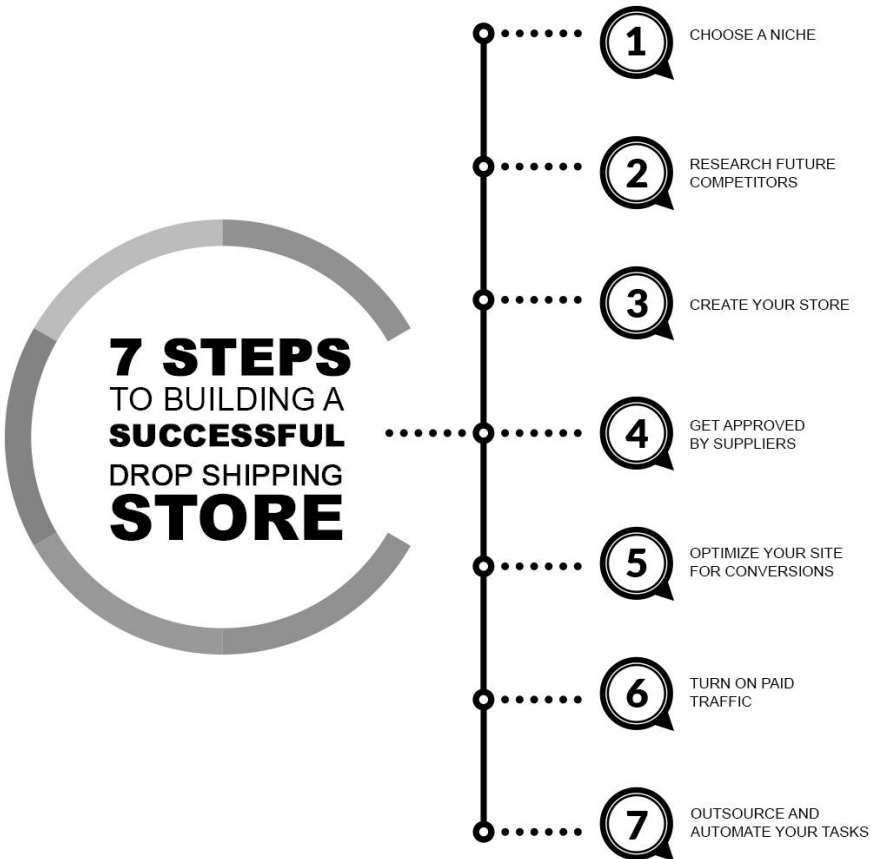 7 STEPS
TO BUILDING A
SUCCESSFUL
DROP SHIPPING
STORE
1
CHOOSE A NICHE
2
RESEARCH FUTURE
COMPETITORS
3
CREATE YOUR STORE
4
GET APPROVED
BY SUPPLIERS
5
OPTIMIZE YOUR SITE
FOR CONVERSIONS
6
TURN ON PAID
TRAFFIC
7
OUTSOURCE AND
AUTOMATE YOUR TASKS